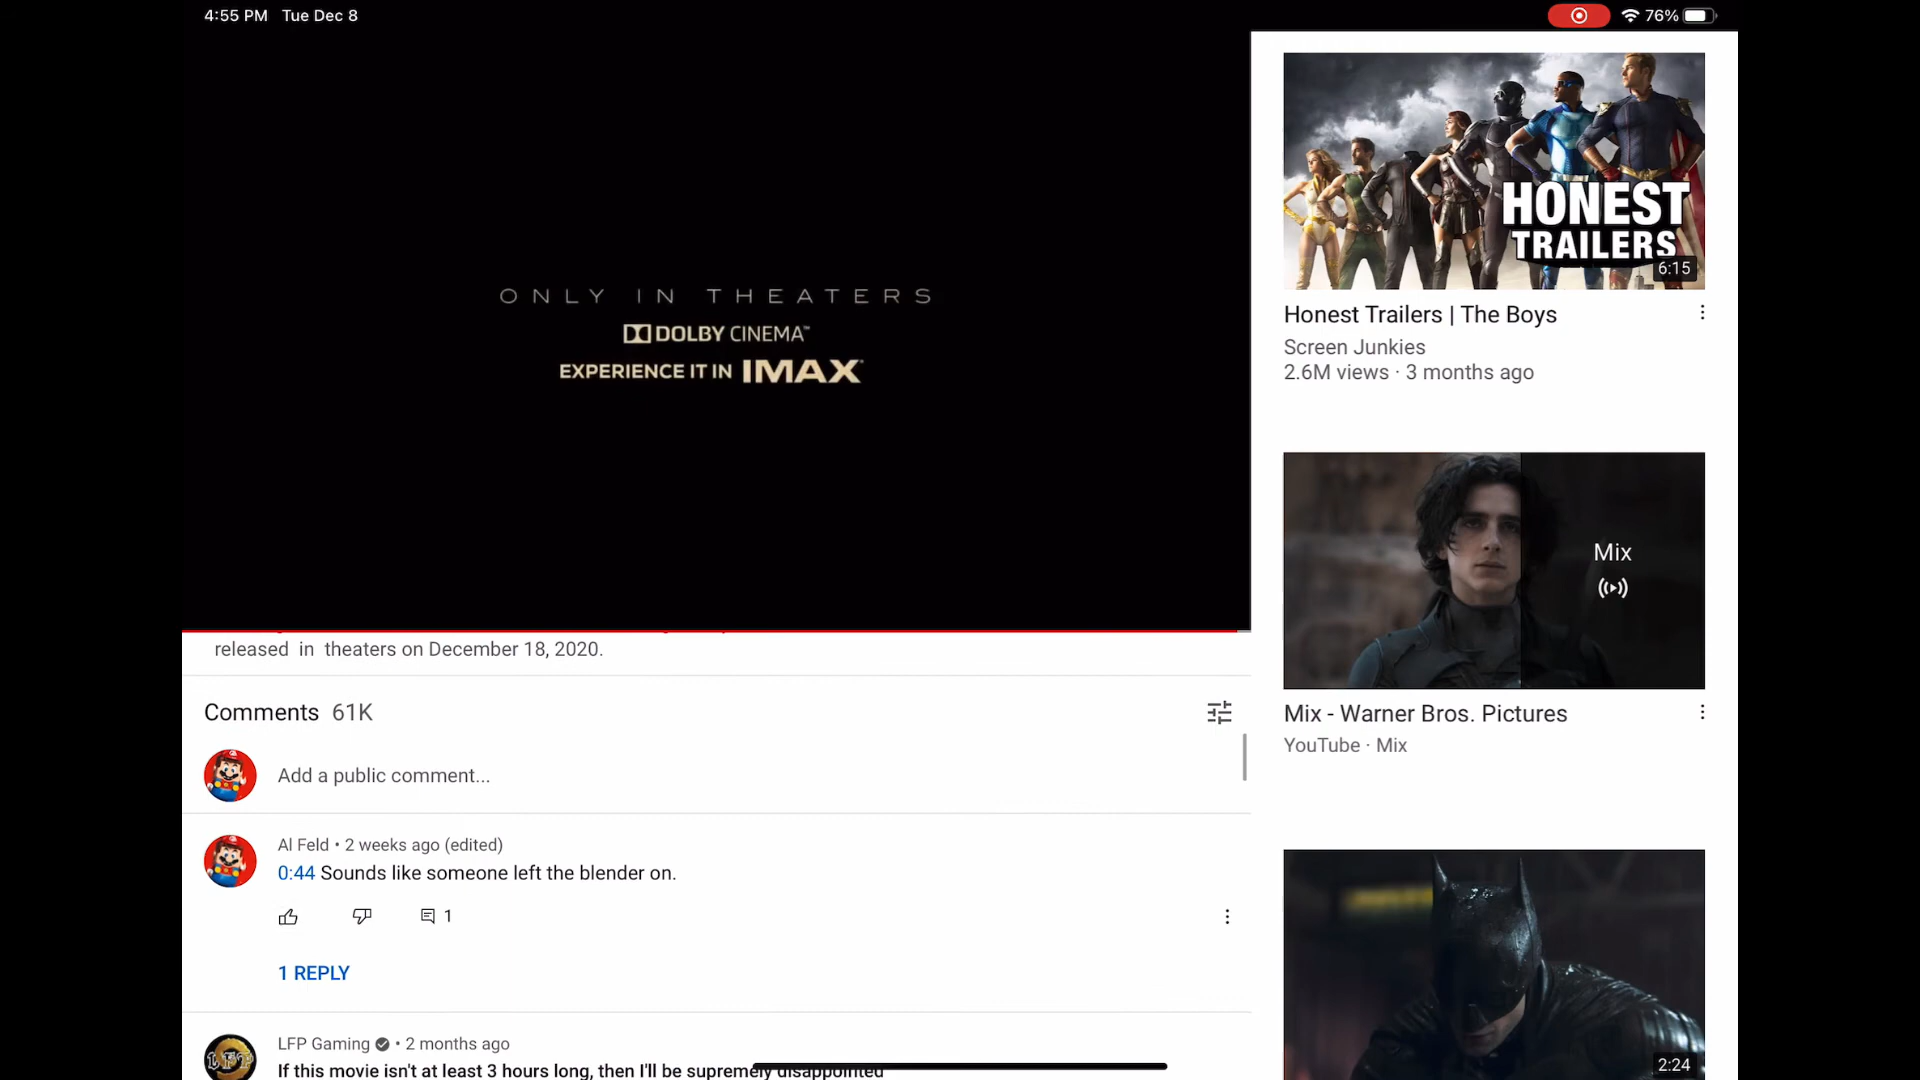 4:55 PM Tue Dec 8
76%
ONLY IN THEATERS
DOLBY CINEMA™
EXPERIENCE IT IN IMAX®
released in theaters on December 18, 2020.
Comments 61K
Add a public comment...
Al Feld • 2 weeks ago (edited)
0:44 Sounds like someone left the blender on.
1
1 REPLY
LFP Gaming • 2 months ago
If this movie isn't at least 3 hours long, then I'll be supremely disappointed
HONEST
TRAILERS
6:15
Honest Trailers | The Boys
Screen Junkies
2.6M views · 3 months ago
Mix
Mix - Warner Bros. Pictures
YouTube · Mix
2:24